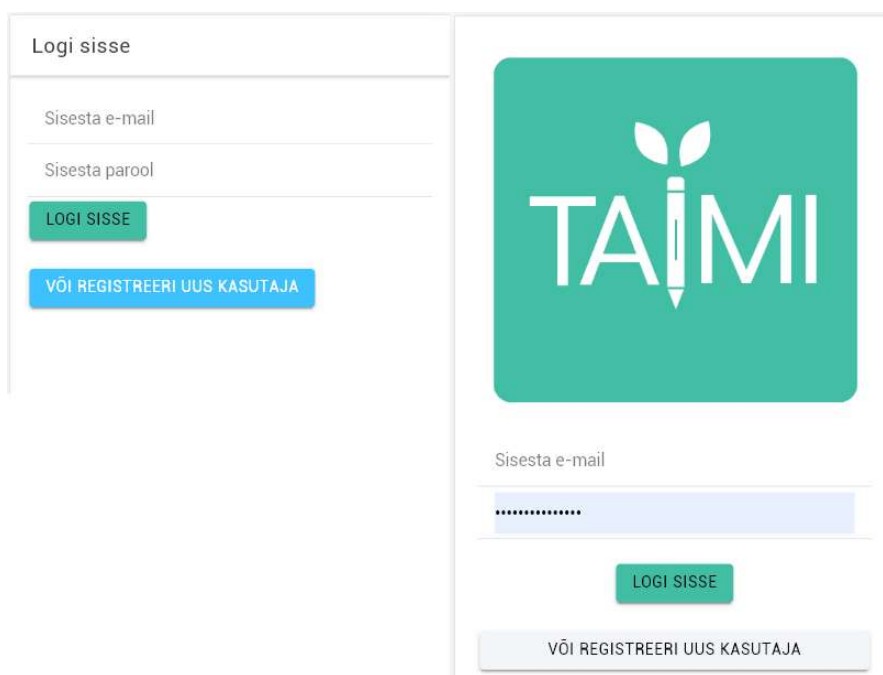 Logi sisse
Sisesta e-mail
Sisesta parool
LOGI SISSE
VÕI REGISTREERI UUS KASUTAJA
TAIMI
Sisesta e-mail
•••••••••••••••
LOGI SISSE
VÕI REGISTREERI UUS KASUTAJA